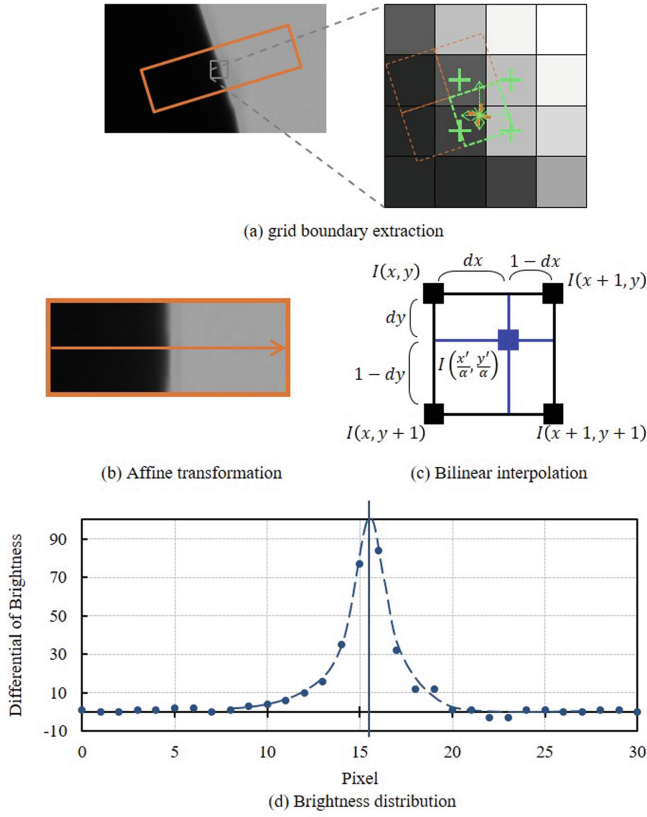 (a) grid boundary extraction
dx 1 − dx
I(x, y) I(x + 1, y)
dy
I(x′/α, y′/α)
1 − dy
I(x, y + 1) I(x + 1, y + 1)
(b) Affine transformation (c) Bilinear interpolation
Differential of Brightness
90
70
50
30
10
-10
0 5 10 15 20 25 30
Pixel
(d) Brightness distribution